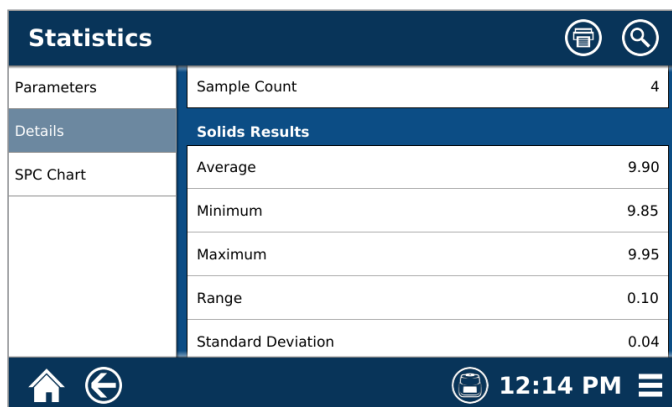 Statistics
Parameters
Details
SPC Chart
Sample Count 4
Solids Results
Average 9.90
Minimum 9.85
Maximum 9.95
Range 0.10
Standard Deviation 0.04
12:14 PM